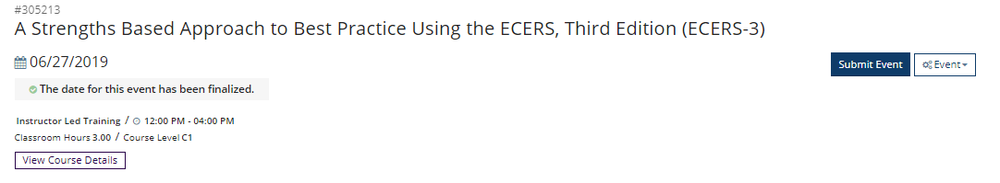 #305213
A Strengths Based Approach to Best Practice Using the ECERS, Third Edition (ECERS-3)
06/27/2019
Submit Event
Event
The date for this event has been finalized.
Instructor Led Training / 12:00 PM - 04:00 PM
Classroom Hours 3.00 / Course Level C1
View Course Details